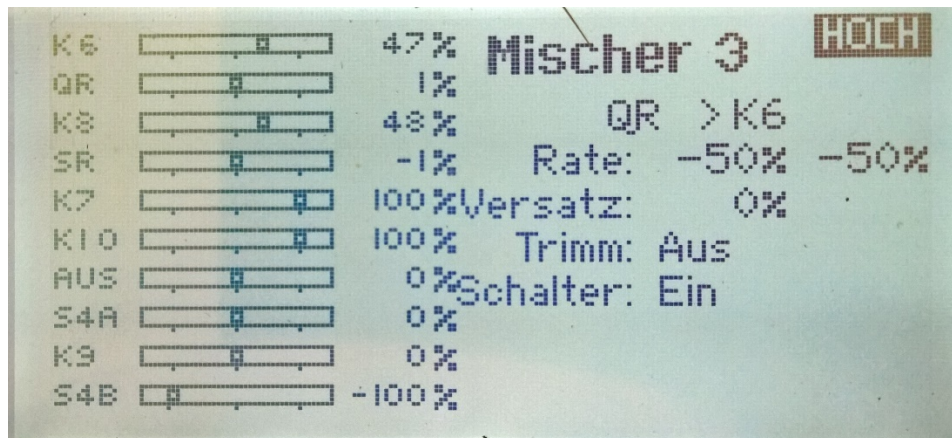 K6 47%
QR 1%
K8 48%
SR -1%
K7 100%
K10 100%
AUS 0%
S4A 0%
K9 0%
S4B -100%
Mischer 3 HOCH
QR >K6
Rate: -50% -50%
Versatz: 0%
Trimm: Aus
Schalter: Ein